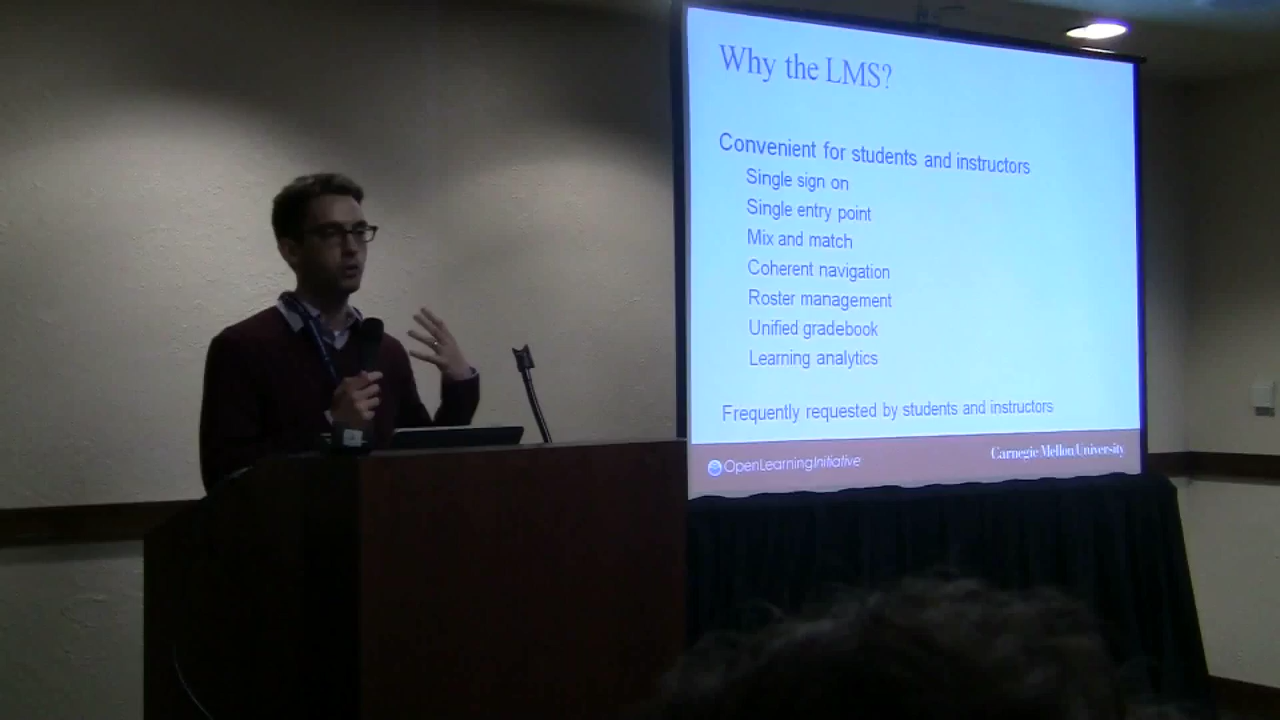 Why the LMS?
Convenient for students and instructors
Single sign on
Single entry point
Mix and match
Coherent navigation
Roster management
Unified gradebook
Learning analytics
Frequently requested by students and instructors
OpenLearningInitiative
Carnegie Mellon University